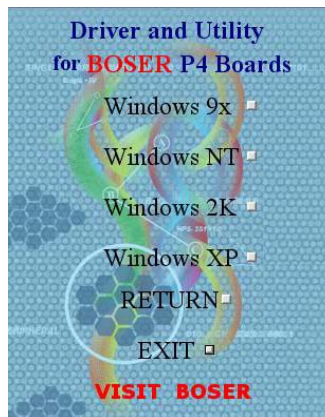 Driver and Utility
for BOSER P4 Boards
Windows 9x
Windows NT
Windows 2K
Windows XP
RETURN
EXIT
VISIT BOSER